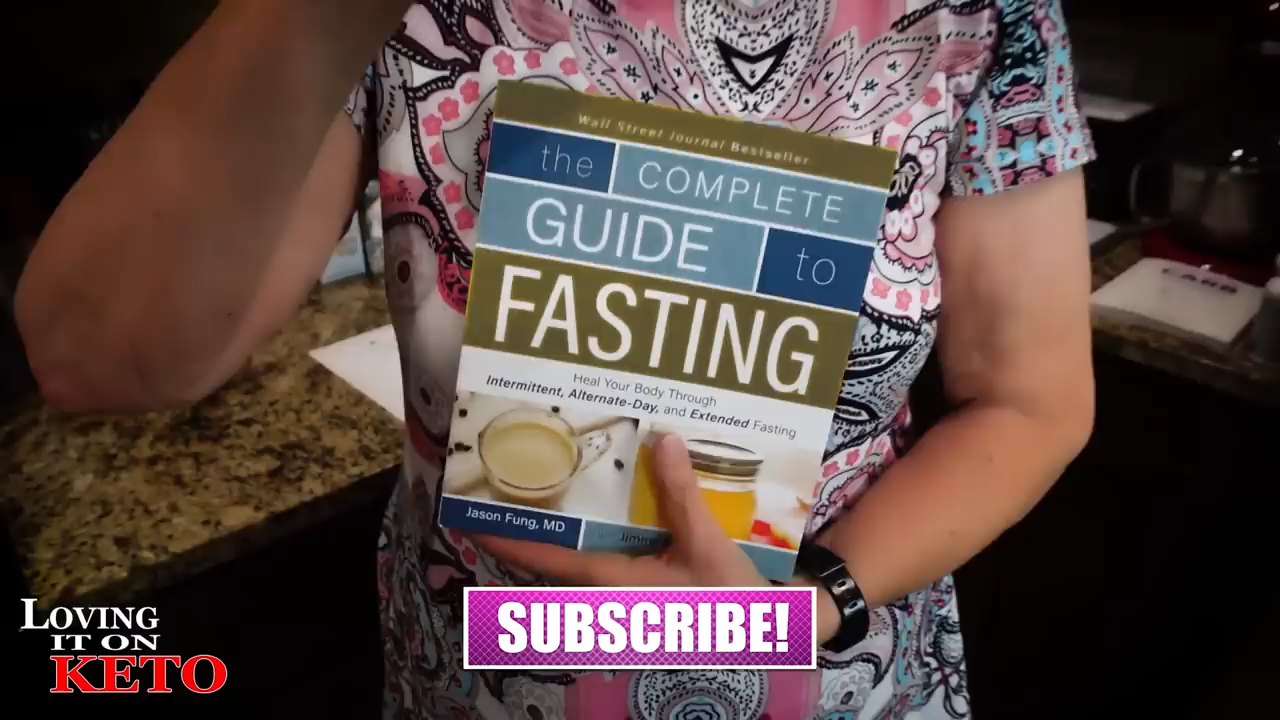 Wall Street Journal Bestseller
the COMPLETE
GUIDE to
FASTING
Heal Your Body Through
Intermittent, Alternate-Day, and Extended Fasting
Jason Fung, MD
SUBSCRIBE!
LOVING
IT ON
KETO